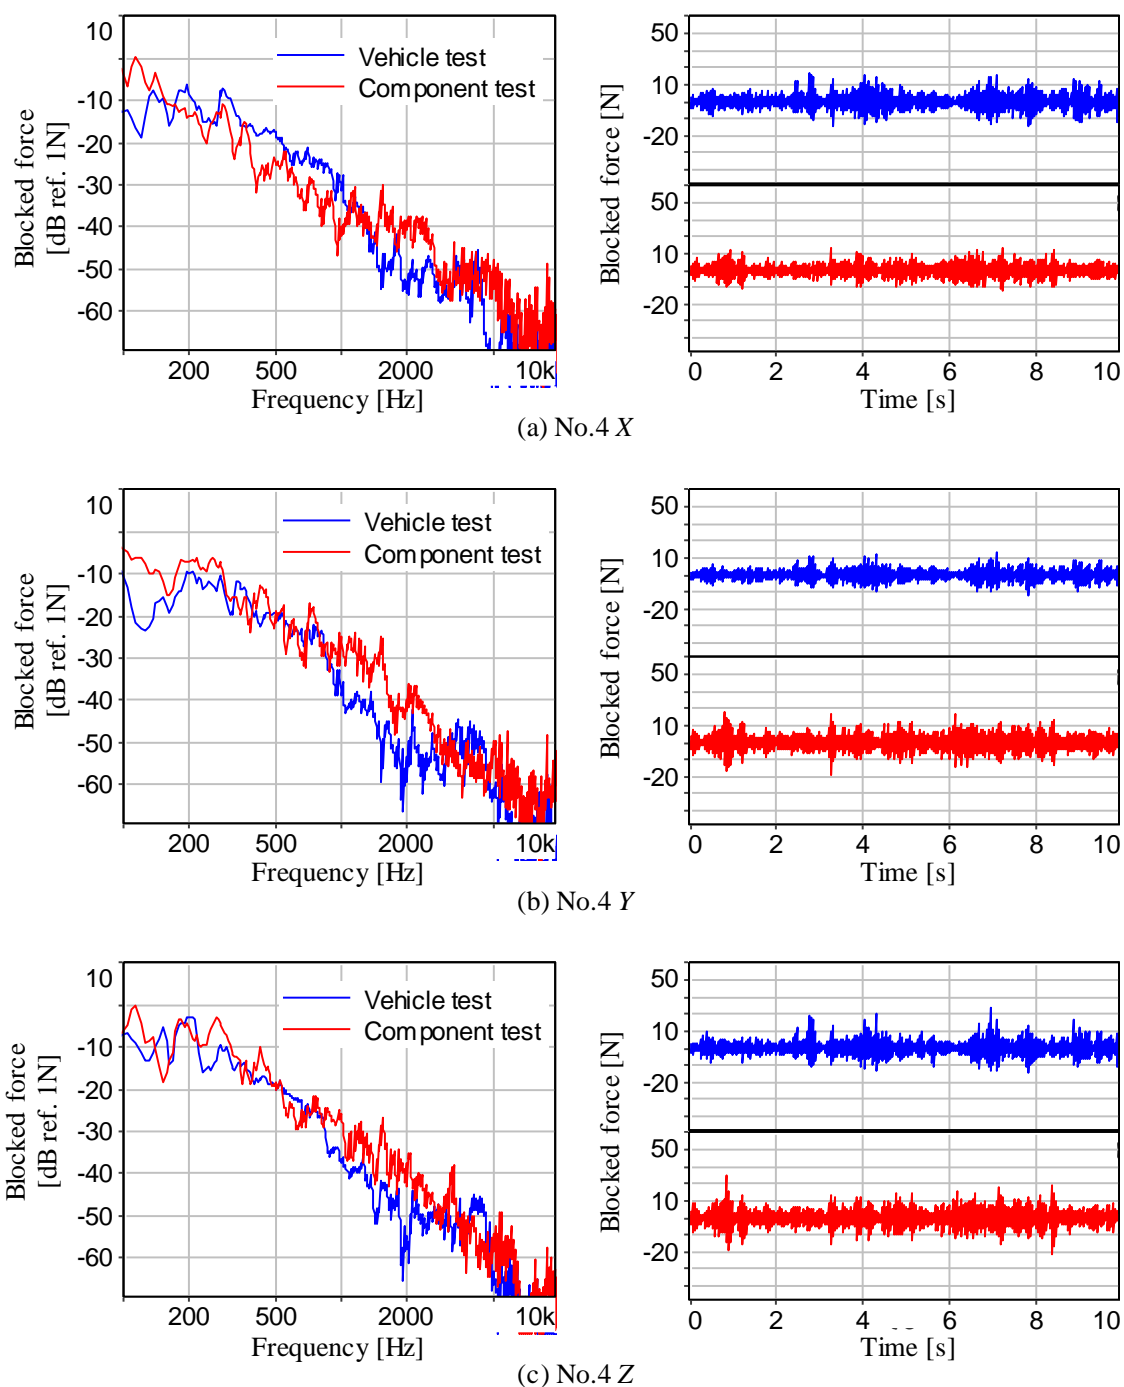 10
-10
-20
-30
-40
-50
-60
Blocked force
[dB ref. 1N]
Vehicle test
Component test
200 500 2000 10k
Frequency [Hz]
50
10
-20
50
10
-20
Blocked force [N]
0 2 4 6 8 10
Time [s]
(a) No.4 X
10
-10
-20
-30
-40
-50
-60
Blocked force
[dB ref. 1N]
Vehicle test
Component test
200 500 2000 10k
Frequency [Hz]
50
10
-20
50
10
-20
Blocked force [N]
0 2 4 6 8 10
Time [s]
(b) No.4 Y
10
-10
-20
-30
-40
-50
-60
Blocked force
[dB ref. 1N]
Vehicle test
Component test
200 500 2000 10k
Frequency [Hz]
50
10
-20
50
10
-20
Blocked force [N]
0 2 4 6 8 10
Time [s]
(c) No.4 Z